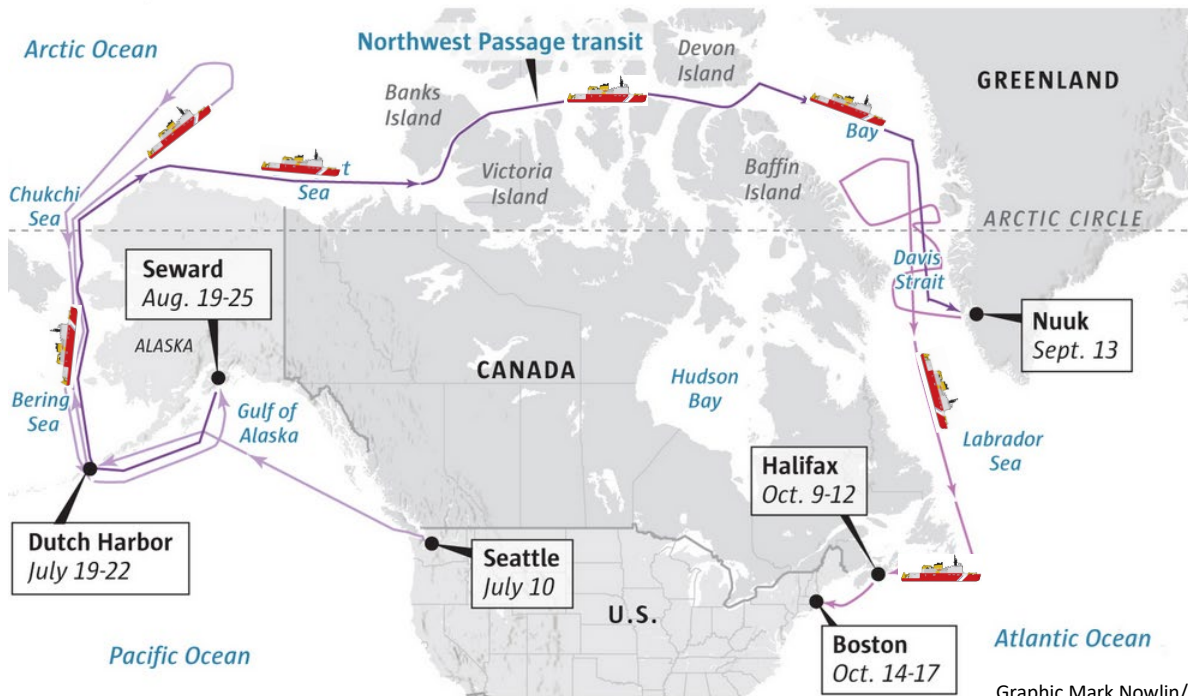 Arctic Ocean
Northwest Passage transit
Devon
Island
GREENLAND
Banks
Island
Bay
Victoria
Island
t
Sea
Baffin
Island
Chukchi
Sea
ARCTIC CIRCLE
Seward
Aug. 19-25
Davis
Strait
Nuuk
Sept. 13
ALASKA
CANADA
Hudson
Bay
Bering
Sea
Gulf of
Alaska
Labrador
Sea
Halifax
Oct. 9-12
Dutch Harbor
July 19-22
Seattle
July 10
U.S.
Boston
Oct. 14-17
Pacific Ocean
Atlantic Ocean
Graphic Mark Nowlin/